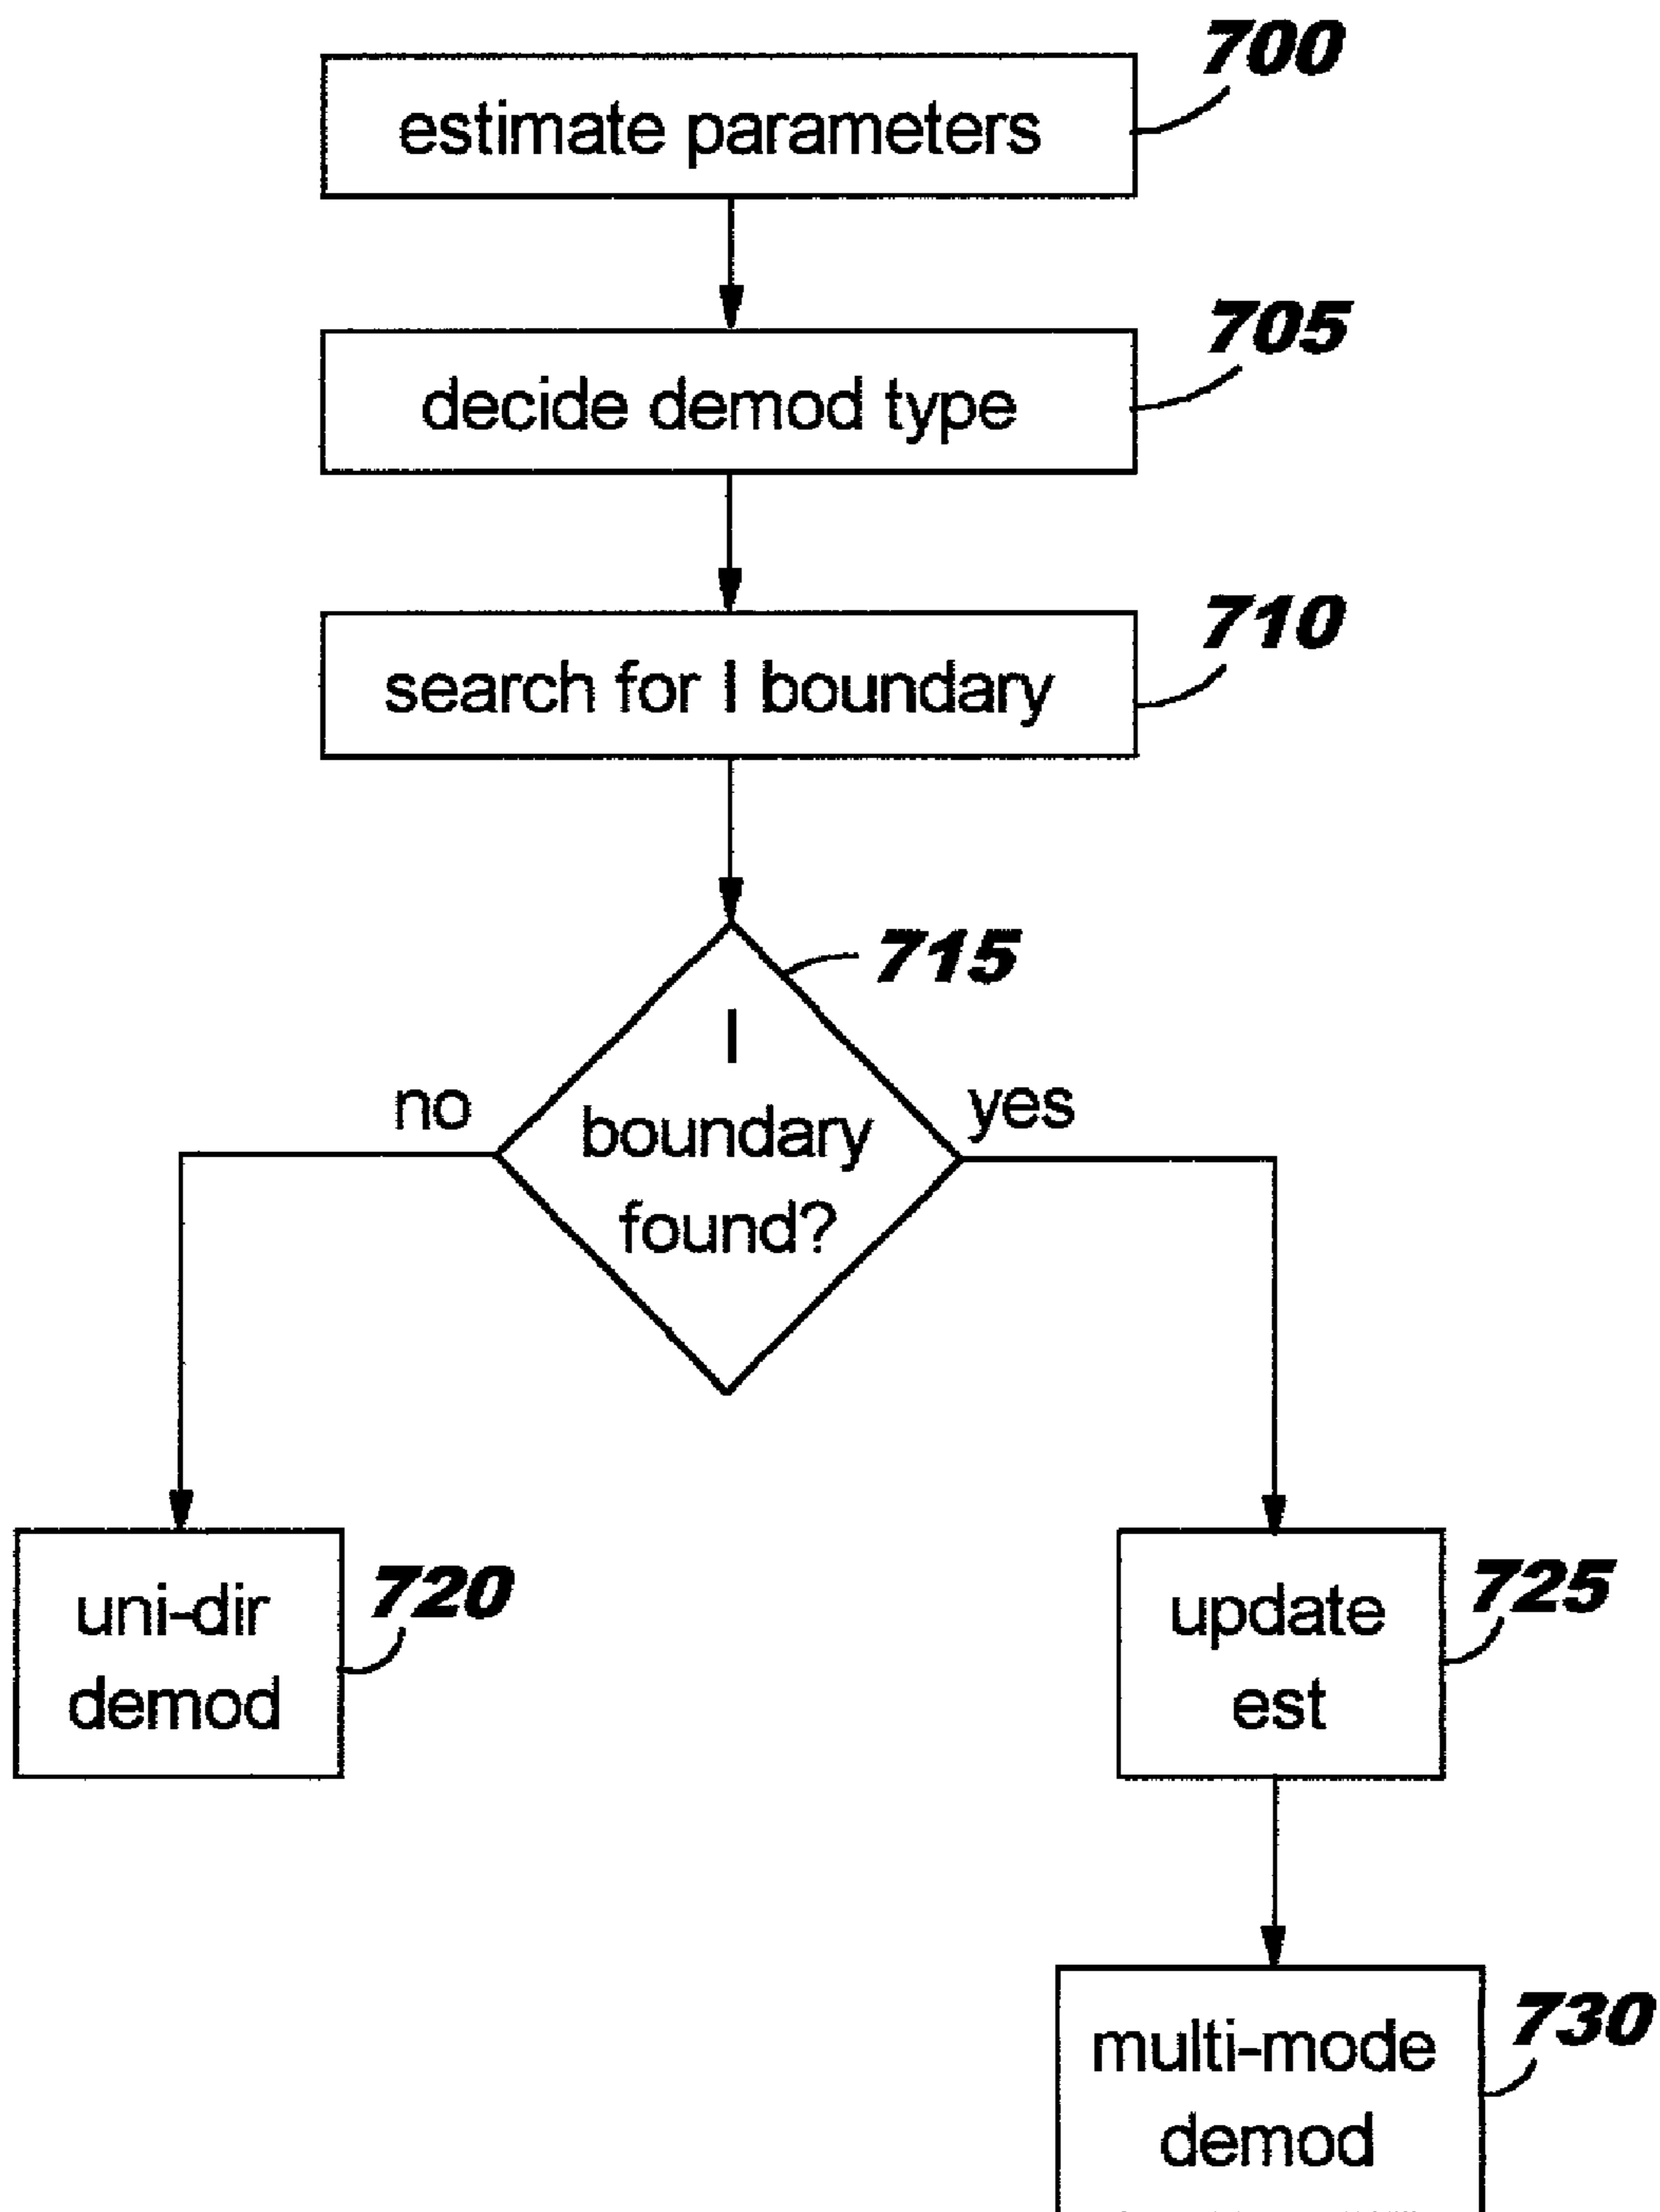 700
estimate parameters
705
decide demod type
710
search for I boundary
715
I
boundary
found?
no
yes
uni-dir
demod
720
update
est
725
multi-mode
demod
730